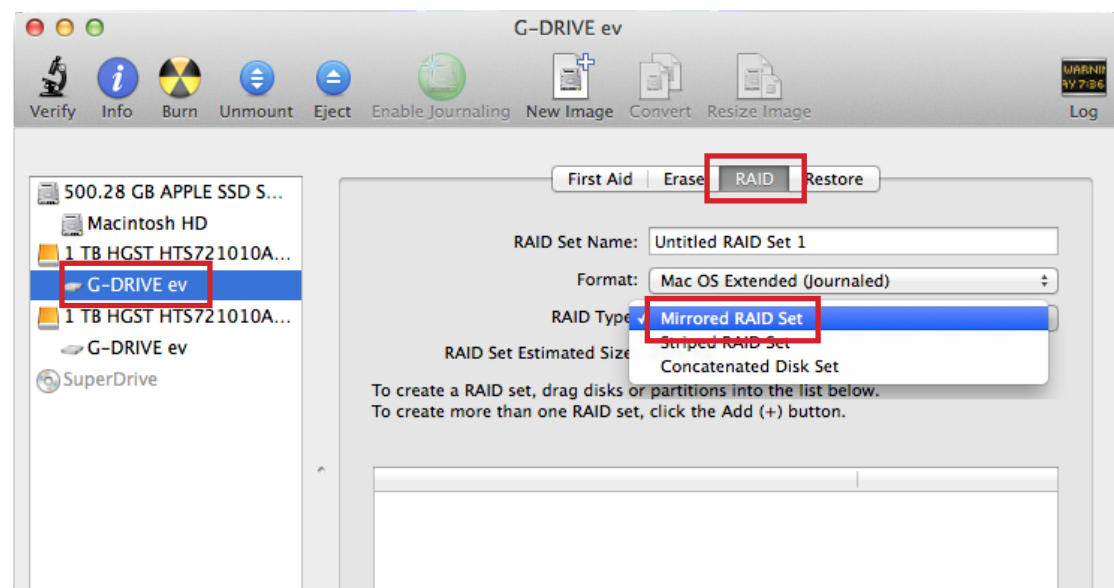 G-DRIVE ev
Verify Info Burn Unmount Eject Enable Journaling New Image Convert Resize Image Log
WARNIN
7:36
500.28 GB APPLE SSD S...
Macintosh HD
1 TB HGST HTS721010A...
G-DRIVE ev
1 TB HGST HTS721010A...
G-DRIVE ev
SuperDrive
First Aid Erase RAID Restore
RAID Set Name: Untitled RAID Set 1
Format: Mac OS Extended (Journaled)
RAID Type ✓ Mirrored RAID Set
Striped RAID Set
RAID Set Estimated Size
Concatenated Disk Set
To create a RAID set, drag disks or partitions into the list below.
To create more than one RAID set, click the Add (+) button.